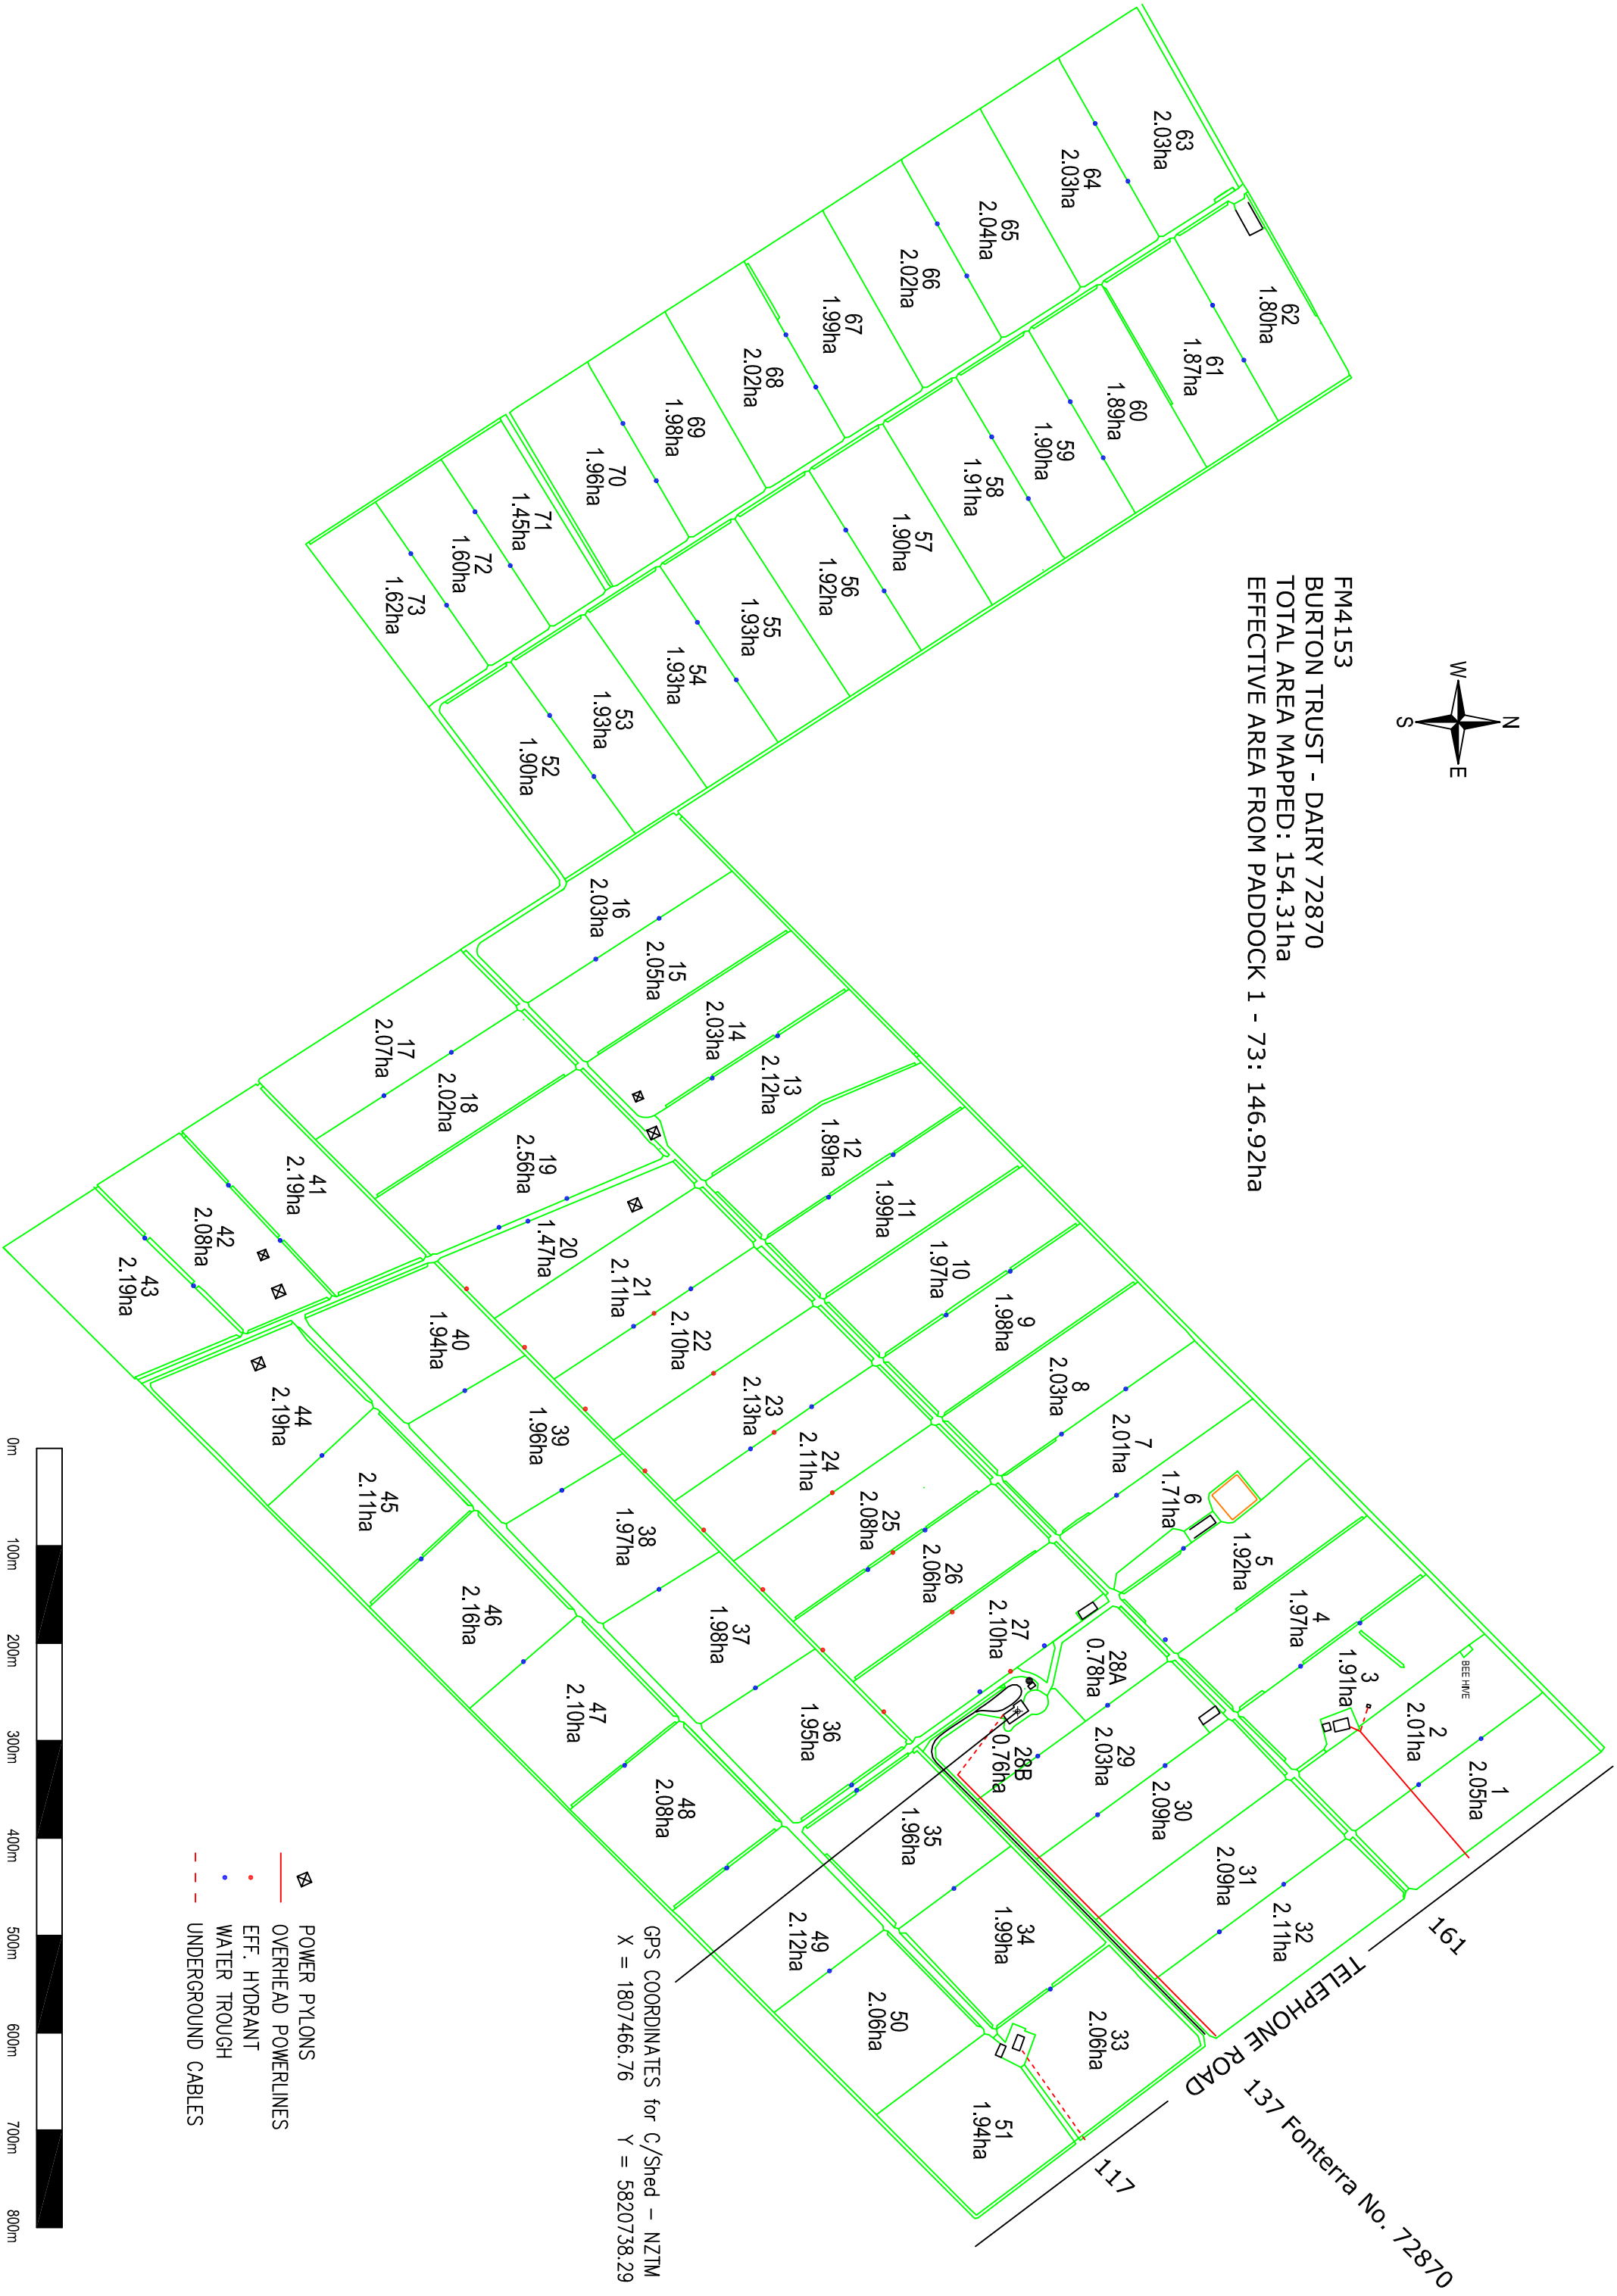 FM4153
BURTON TRUST - DAIRY 72870
TOTAL AREA MAPPED: 154.31ha
EFFECTIVE AREA FROM PADDOCK 1 - 73: 146.92ha
N
W
E
S
63
2.03ha
64
2.03ha
65
2.04ha
66
2.02ha
67
1.99ha
68
2.02ha
69
1.98ha
70
1.96ha
71
1.45ha
72
1.60ha
73
1.62ha
62
1.80ha
61
1.87ha
60
1.89ha
59
1.90ha
58
1.91ha
57
1.90ha
56
1.92ha
55
1.93ha
54
1.93ha
53
1.93ha
52
1.90ha
16
2.03ha
15
2.05ha
14
2.03ha
13
2.12ha
12
1.89ha
11
1.99ha
10
1.97ha
9
1.98ha
8
2.03ha
7
2.01ha
6
1.71ha
5
1.92ha
4
1.97ha
3
1.91ha
BEE HIVE
2
2.01ha
1
2.05ha
17
2.07ha
18
2.02ha
19
2.56ha
20
1.47ha
21
2.11ha
22
2.10ha
23
2.13ha
24
2.11ha
25
2.08ha
26
2.06ha
27
2.10ha
28A
0.78ha
28B
0.76ha
29
2.03ha
30
2.09ha
31
2.09ha
32
2.11ha
41
2.19ha
42
2.08ha
43
2.19ha
40
1.94ha
39
1.96ha
38
1.97ha
37
1.98ha
36
1.95ha
35
1.96ha
34
1.99ha
33
2.06ha
44
2.19ha
45
2.11ha
46
2.16ha
47
2.10ha
48
2.08ha
49
2.12ha
50
2.06ha
51
1.94ha
161
TELEPHONE ROAD
137 Fonterra No. 72870
117
GPS COORDINATES for C/Shed - NZTM
X = 1807466.76 Y = 5820738.29
POWER PYLONS
OVERHEAD POWERLINES
EFF. HYDRANT
WATER TROUGH
UNDERGROUND CABLES
0m 100m 200m 300m 400m 500m 600m 700m 800m